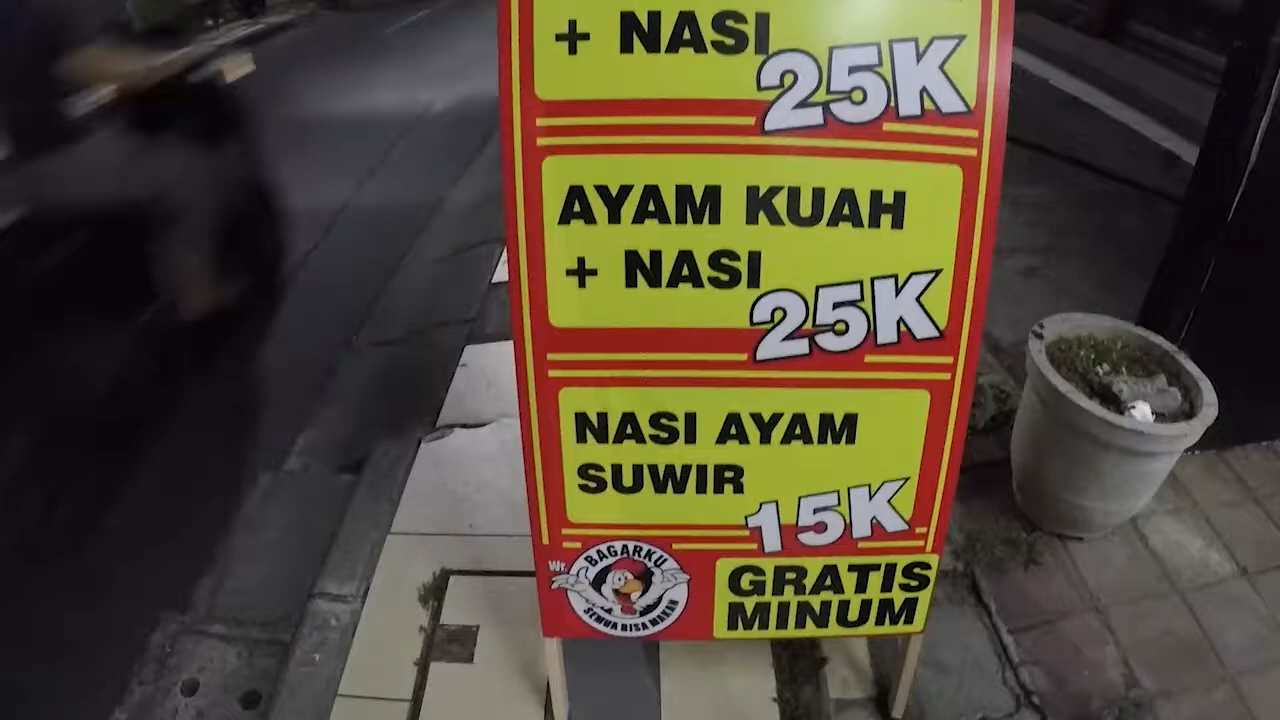 + NASI
25K
AYAM KUAH
+ NASI
25K
NASI AYAM
SUWIR
15K
Wr.
BAGARKU
SEMUA BISA MAKAN
GRATIS
MINUM